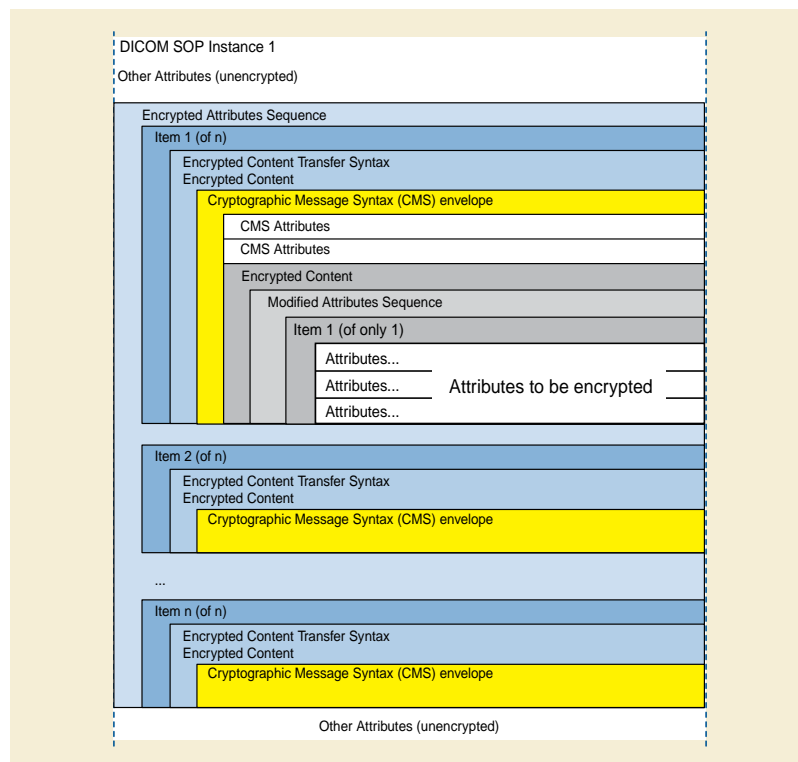 DICOM SOP Instance 1
Other Attributes (unencrypted)
Encrypted Attributes Sequence
Item 1 (of n)
Encrypted Content Transfer Syntax
Encrypted Content
Cryptographic Message Syntax (CMS) envelope
CMS Attributes
CMS Attributes
Encrypted Content
Modified Attributes Sequence
Item 1 (of only 1)
Attributes...
Attributes...
Attributes to be encrypted
Attributes...
Item 2 (of n)
Encrypted Content Transfer Syntax
Encrypted Content
Cryptographic Message Syntax (CMS) envelope
...
Item n (of n)
Encrypted Content Transfer Syntax
Encrypted Content
Cryptographic Message Syntax (CMS) envelope
Other Attributes (unencrypted)